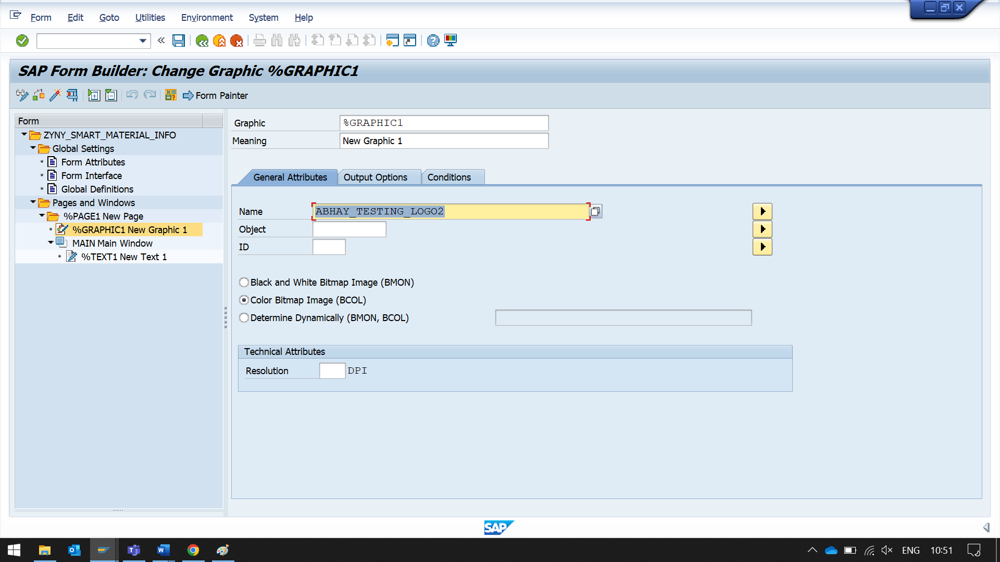 Form Edit Goto Utilities Environment System Help
SAP Form Builder: Change Graphic %GRAPHIC1
Form Painter
Form
ZYNY_SMART_MATERIAL_INFO
Global Settings
Form Attributes
Form Interface
Global Definitions
Pages and Windows
%PAGE1 New Page
%GRAPHIC1 New Graphic 1
MAIN Main Window
%TEXT1 New Text 1
Graphic %GRAPHIC1
Meaning New Graphic 1
General Attributes Output Options Conditions
Name ABHAY_TESTING_LOGO2
Object
ID
Black and White Bitmap Image (BMON)
Color Bitmap Image (BCOL)
Determine Dynamically (BMON, BCOL)
Technical Attributes
Resolution DPI
SAP
ENG 10:51